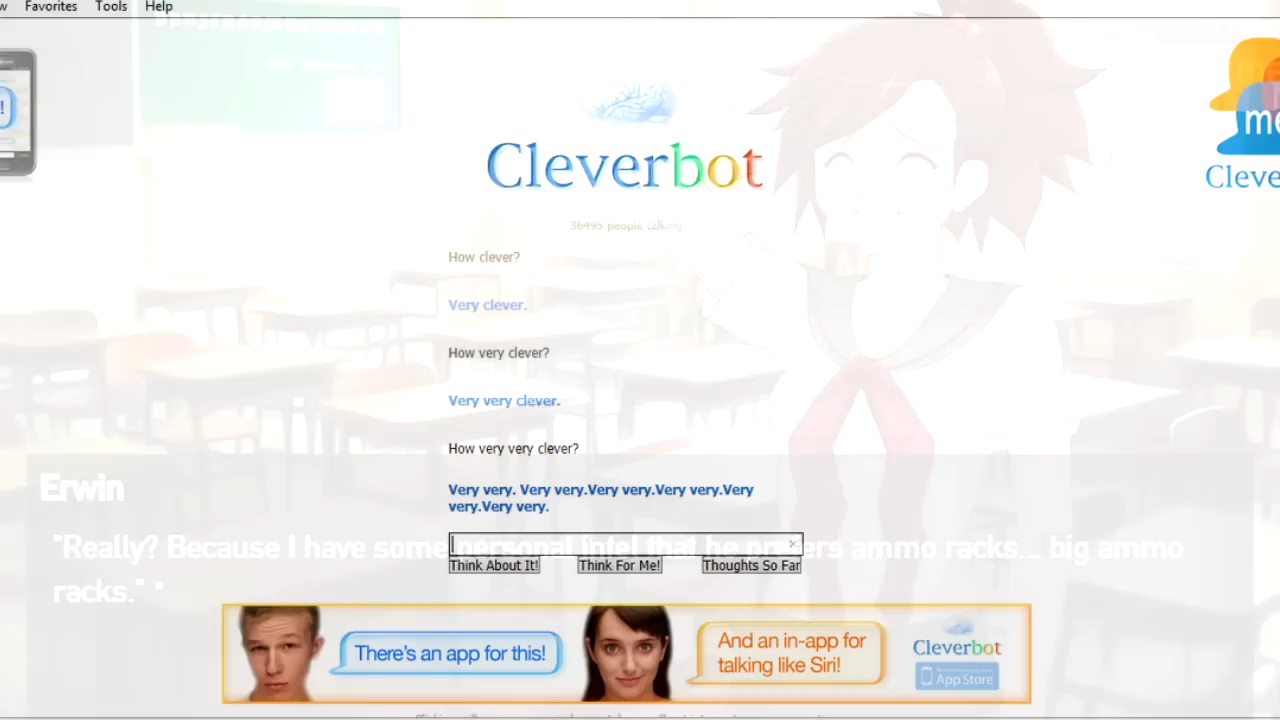 Favorites Tools Help
Cleverbot
36495 people talking
How clever?
Very clever.
How very clever?
Very very clever.
How very very clever?
Very very. Very very.Very very.Very very.Very
very.Very very.
Erwin
"Really? Because I have some personal intel that he prefers ammo racks... big ammo
racks." "
Think About It! Think For Me! Thoughts So Far
There's an app for this!
And an in-app for
talking like Siri!
Cleverbot
App Store